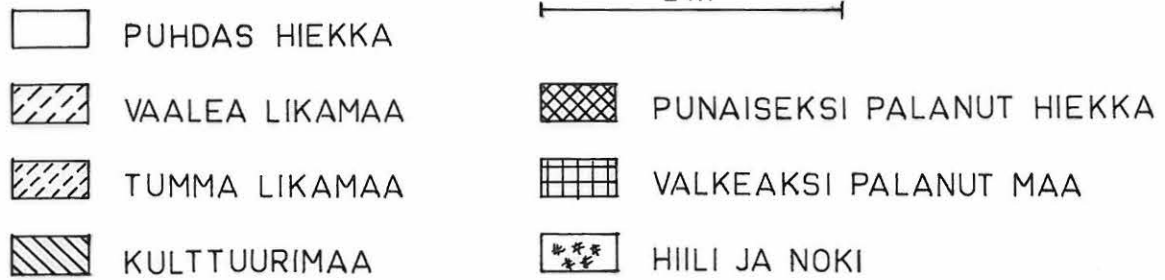 PUHDAS HIEKKA
VAALEA LIKAMAA
TUMMA LIKAMAA
KULTTUURIMAA
PUNAISEKSI PALANUT HIEKKA
VALKEAKSI PALANUT MAA
HIILI JA NOKI